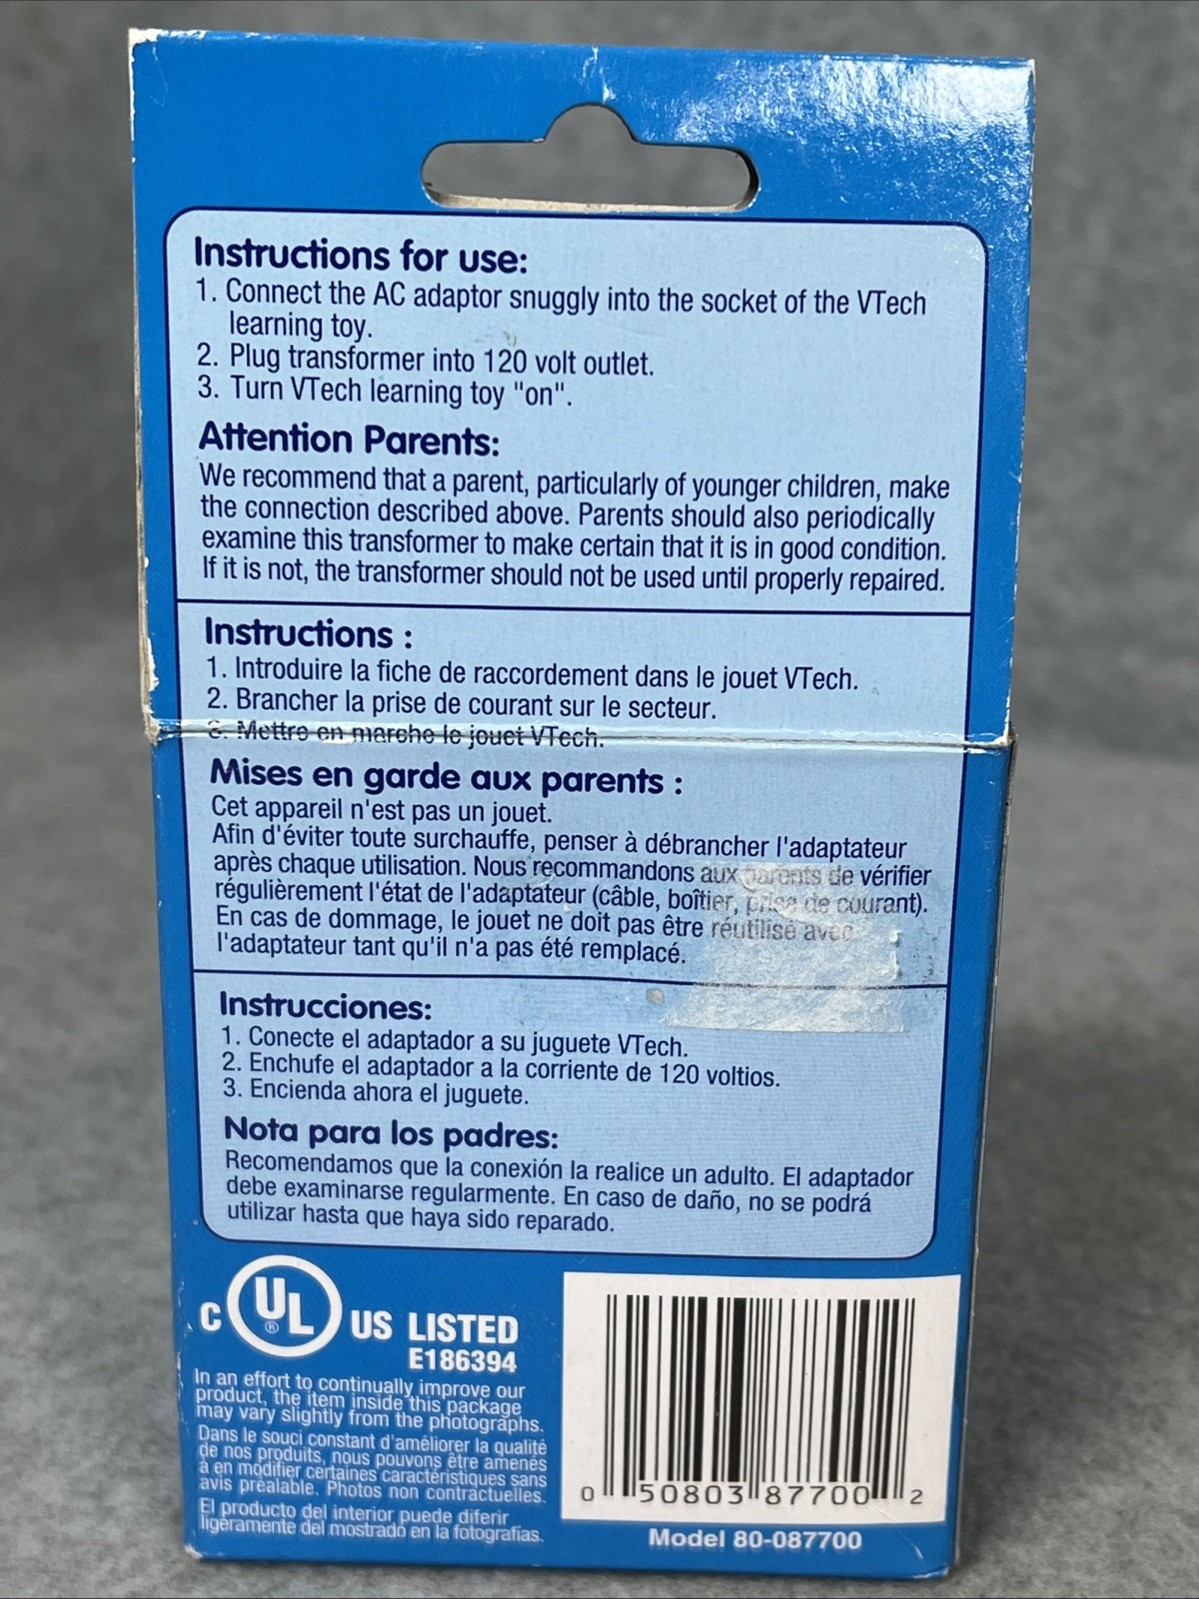 Instructions for use:
1. Connect the AC adaptor snuggly into the socket of the VTech
learning toy.
2. Plug transformer into 120 volt outlet.
3. Turn VTech learning toy "on".
Attention Parents:
We recommend that a parent, particularly of younger children, make
the connection described above. Parents should also periodically
examine this transformer to make certain that it is in good condition.
If it is not, the transformer should not be used until properly repaired.
Instructions :
1. Introduire la fiche de raccordement dans le jouet VTech.
2. Brancher la prise de courant sur le secteur.
3. Mettre en marche le jouet VTech.
Mises en garde aux parents :
Cet appareil n'est pas un jouet.
Afin d'éviter toute surchauffe, penser à débrancher l'adaptateur
après chaque utilisation. Nous recommandons aux parents de vérifier
régulièrement l'état de l'adaptateur (câble, boîtier, prise de courant).
En cas de dommage, le jouet ne doit pas être réutilisé avec
l'adaptateur tant qu'il n'a pas été remplacé.
Instrucciones:
1. Conecte el adaptador a su juguete VTech.
2. Enchufe el adaptador a la corriente de 120 voltios.
3. Encienda ahora el juguete.
Nota para los padres:
Recomendamos que la conexión la realice un adulto. El adaptador
debe examinarse regularmente. En caso de daño, no se podrá
utilizar hasta que haya sido reparado.
C UL ® US LISTED
E186394
In an effort to continually improve our
product, the item inside this package
may vary slightly from the photographs.
Dans le souci constant d'améliorer la qualité
de nos produits, nous pouvons être amenés
à en modifier certaines caractéristiques sans
avis préalable. Photos non contractuelles.
El producto del interior puede diferir
ligeramente del mostrado en la fotografías.
0 50803 87700 2
Model 80-087700